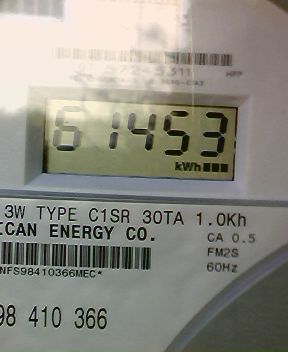 61453
kWh
3W TYPE C1SR 30TA 1.0Kh
ICAN ENERGY CO.
CA 0.5
FM2S
NFS98410366MEC*
60Hz
98 410 366